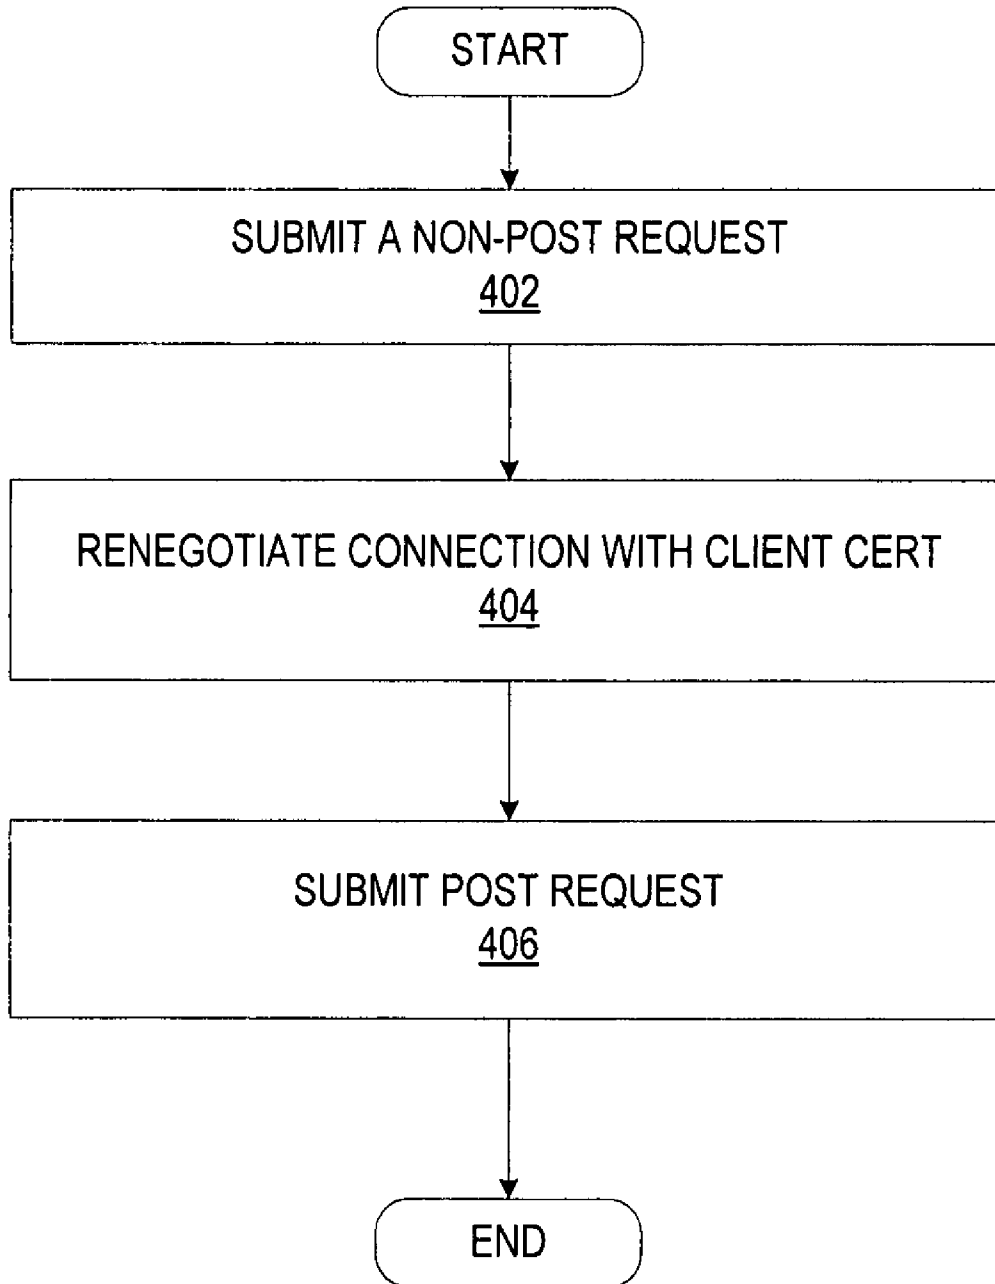 START
SUBMIT A NON-POST REQUEST
402
RENEGOTIATE CONNECTION WITH CLIENT CERT
404
SUBMIT POST REQUEST
406
END